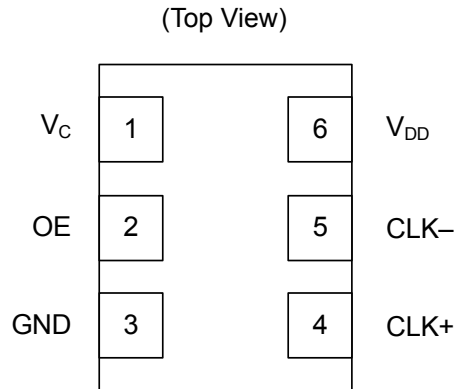 (Top View)
V_C 1 6 V_DD
OE 2 5 CLK–
GND 3 4 CLK+